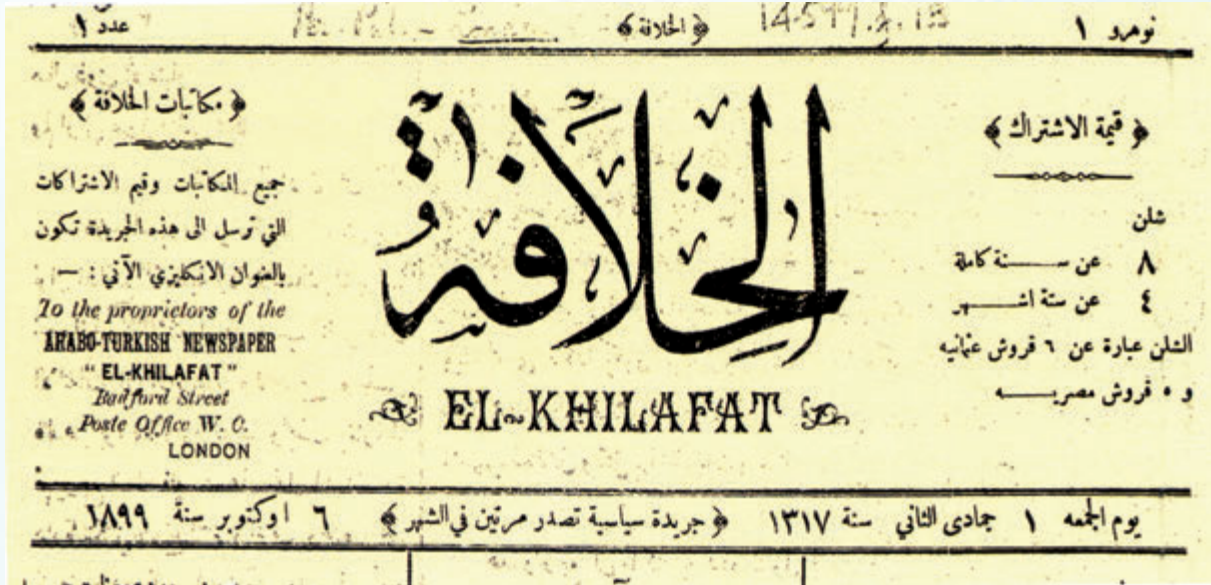 نومرو ١
﴿ الخلافة ﴾
عدد ١
﴿ قيمة الاشتراك ﴾
شلن
٨ عن سنة كاملة
٤ عن ستة اشهر
الشلن عبارة عن ٦ قروش عثمانيه
و ٥ قروش مصريه
الخلافة
EL-KHILAFAT
﴿ مكاتبات الخلافة ﴾
جميع المكاتبات وقيم الاشتراكات
التي ترسل الى هذه الجريدة تكون
بالعنوان الانكليزي الآتي : —
To the proprietors of the
ARABO-TURKISH NEWSPAPER
" EL-KHILAFAT "
Badford Street
Poste Office W. C.
LONDON
يوم الجمعه ١ جمادى الثاني سنة ١٣١٧ ﴿ جريدة سياسية تصدر مرتين في الشهر ﴾ ٦ اوكتوبر سنة ١٨٩٩